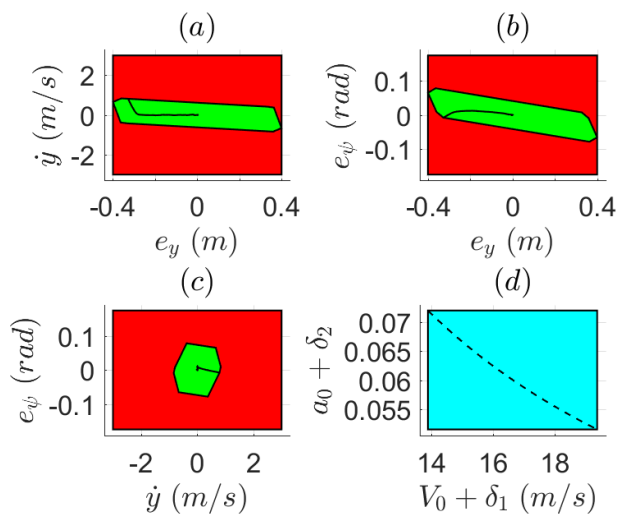 (a)
2
0
-2
ẏ (m/s)
-0.4 0 0.4
e_y (m)
(b)
0.1
0
-0.1
e_ψ (rad)
-0.4 0 0.4
e_y (m)
(c)
0.1
0
-0.1
e_ψ (rad)
-2 0 2
ẏ (m/s)
(d)
0.07
0.065
0.06
0.055
a_0 + δ_2
14 16 18
V_0 + δ_1 (m/s)